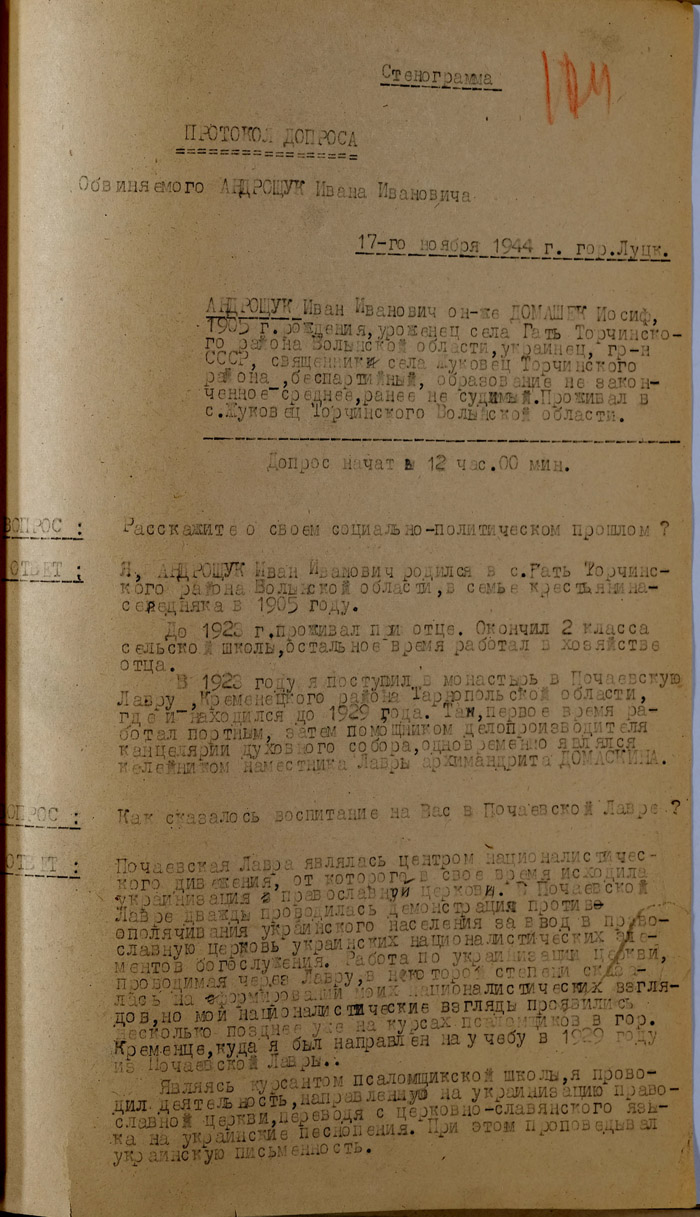 Стенограмма
104
ПРОТОКОЛ ДОПРОСА
Обвиняемого АНДРОЩУК Ивана Ивановича
17-го ноября 1944 г. гор.Луцк.
АНДРОЩУК Иван Иванович он-же ДОМАШЕК Иосиф,
1905 г.рождения, уроженец села Гать Торчинско-
го района Волынской области, украинец, гр-н
СССР, священник села Жуковец Торчинского
района, беспартийный, образование не закон-
ченное среднее, ранее не судимый. Проживал в
с.Жуковец Торчинского Волынской области.
Допрос начат в 12 час.00 мин.
ВОПРОС: Расскажите о своем социально-политическом прошлом ?
ОТВЕТ: Я, АНДРОЩУК Иван Иванович родился в с.Гать Торчинс-
кого района Волынской области, в семье крестьянина-
середняка в 1905 году.
До 1923 г.проживал при отце. Окончил 2 класса
сельской школы, остальное время работал в хозяйстве
отца.
В 1923 году я поступил в монастырь в Почаевскую
Лавру, Кременецкого района Тарнопольской области,
где и находился до 1929 года. Там, первое время ра-
ботал портным, затем помощником делопроизводителя
канцелярии духовного собора, одновременно являлся
келейником наместника Лавры архимандрита ДОМАСКИНА.
ОПРОС: Как сказалось воспитание на Вас в Почаевской Лавре ?
ОТВЕТ: Почаевская Лавра являлась центром националистичес-
кого дивжения, от которого в свое время исходила
украинизация православной церкови. В Почаевской
Лавре дважды проводилась демонстрация против
ополячивания украинского населения за ввод в право-
славную церковь украинских националистических эле-
ментов богослужения. Работа по украинизации церкви,
проводимая через Лавру, в некоторой степени сказа-
лась на формировании моих националистических взгля-
дов, но мои националистические взгляды проявились
несколько позднее уже на курсах псаломщиков в гор.
Кременце, куда я был направлен на учебу в 1929 году
из Почаевской Лавры..
Являясь курсантом псаломщикской школы, я прово-
дил деятельность, направленную на украинизацию право-
славной церкви, переводя с церковно-славянского язы-
ка на украинские песнопения. При этом проповедывал
украинскую письменность.